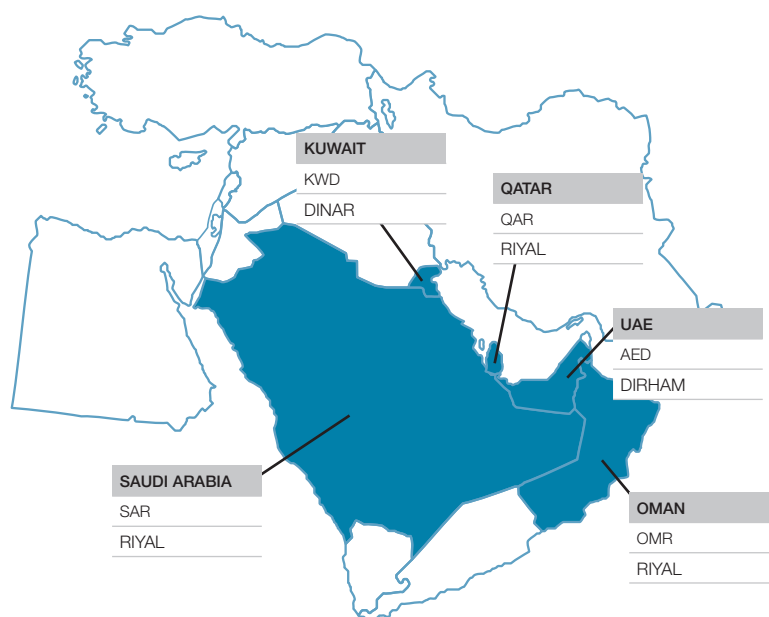 KUWAIT
KWD
DINAR
QATAR
QAR
RIYAL
UAE
AED
DIRHAM
SAUDI ARABIA
SAR
RIYAL
OMAN
OMR
RIYAL